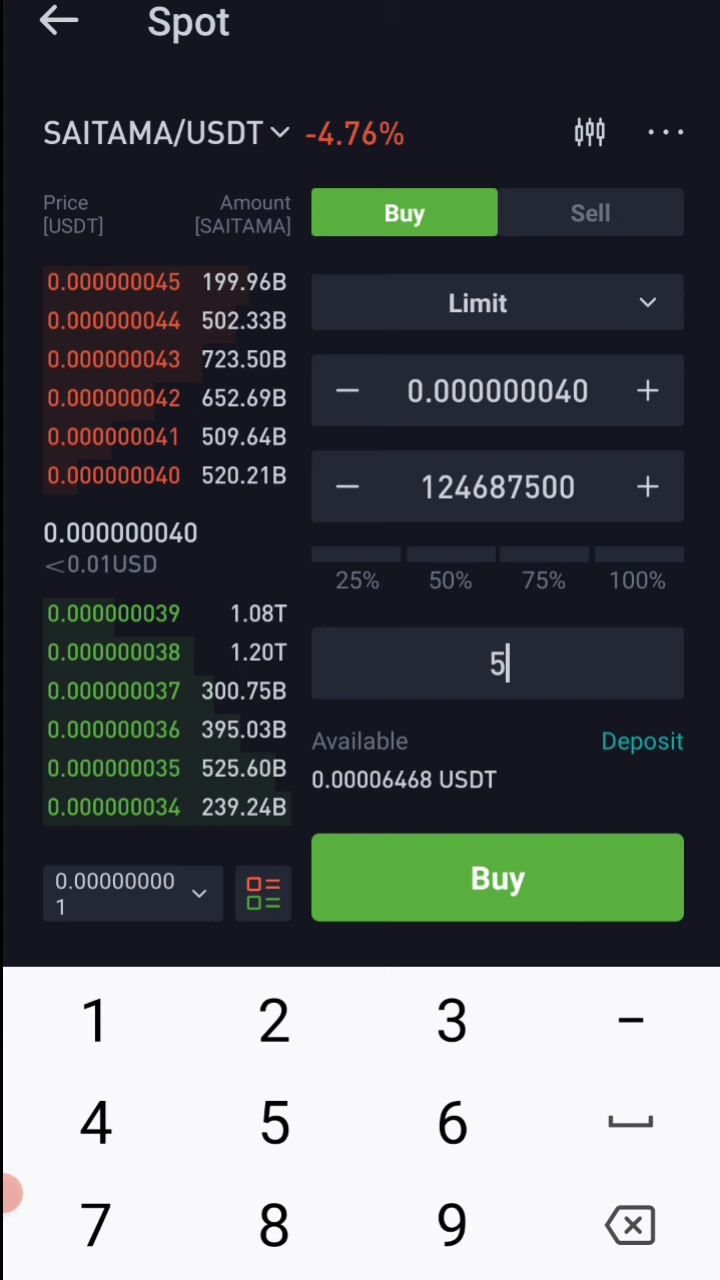 Spot
SAITAMA/USDT -4.76%
Price Amount
[USDT] [SAITAMA]
0.000000045 199.96B
0.000000044 502.33B
0.000000043 723.50B
0.000000042 652.69B
0.000000041 509.64B
0.000000040 520.21B
0.000000040
<0.01USD
0.000000039 1.08T
0.000000038 1.20T
0.000000037 300.75B
0.000000036 395.03B
0.000000035 525.60B
0.000000034 239.24B
0.00000000
1
Buy Sell
Limit
− 0.000000040 +
− 124687500 +
25% 50% 75% 100%
5
Available Deposit
0.00006468 USDT
Buy
1 2 3 −
4 5 6
7 8 9